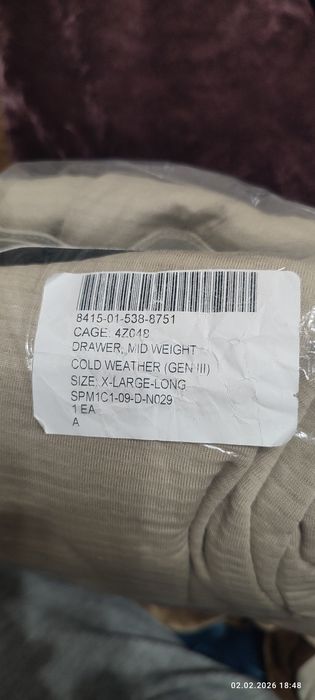 8415-01-538-8751
CAGE: 4Z048
DRAWER, MID WEIGHT
COLD WEATHER (GEN III)
SIZE: X-LARGE-LONG
SPM1C1-09-D-N029
1 EA
A
02.02.2026 18:48